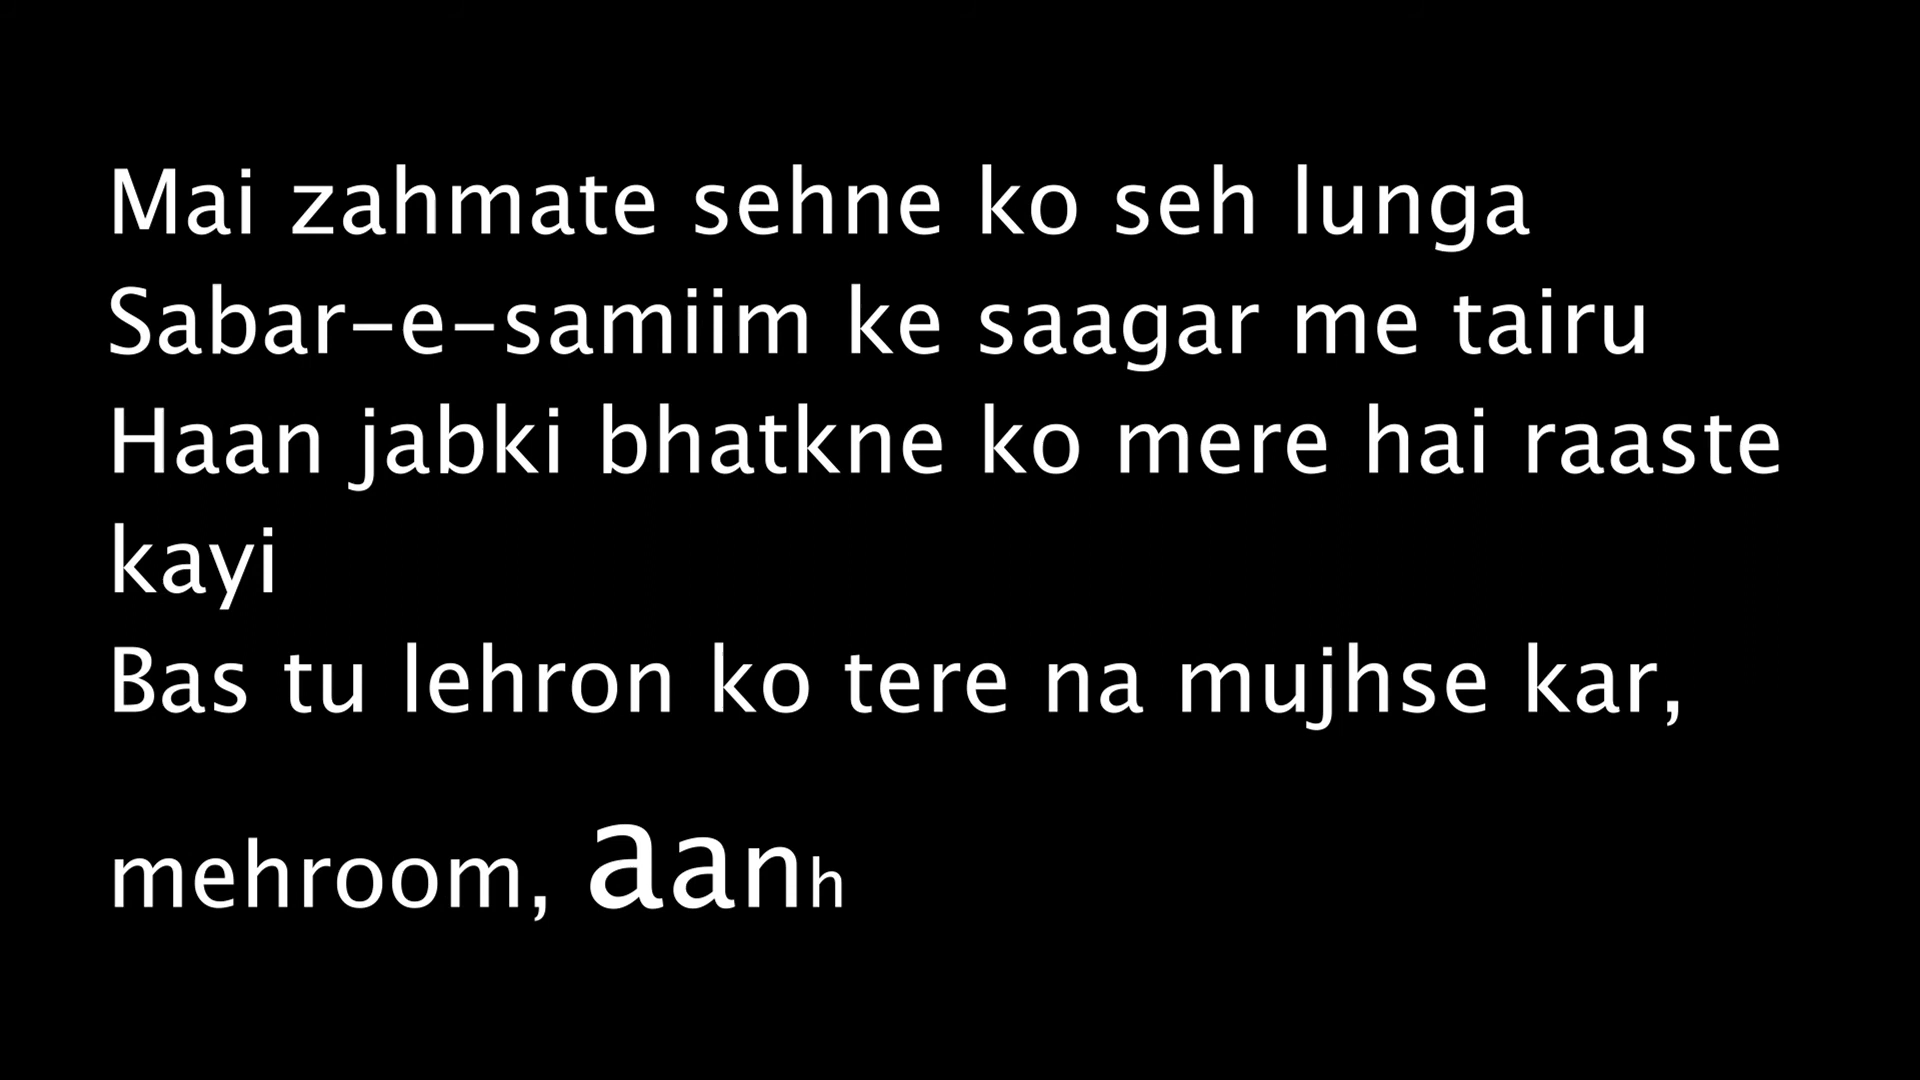 Mai zahmate sehne ko seh lunga
Sabar-e-samiim ke saagar me tairu
Haan jabki bhatkne ko mere hai raaste
kayi
Bas tu lehron ko tere na mujhse kar,
mehroom, aanh